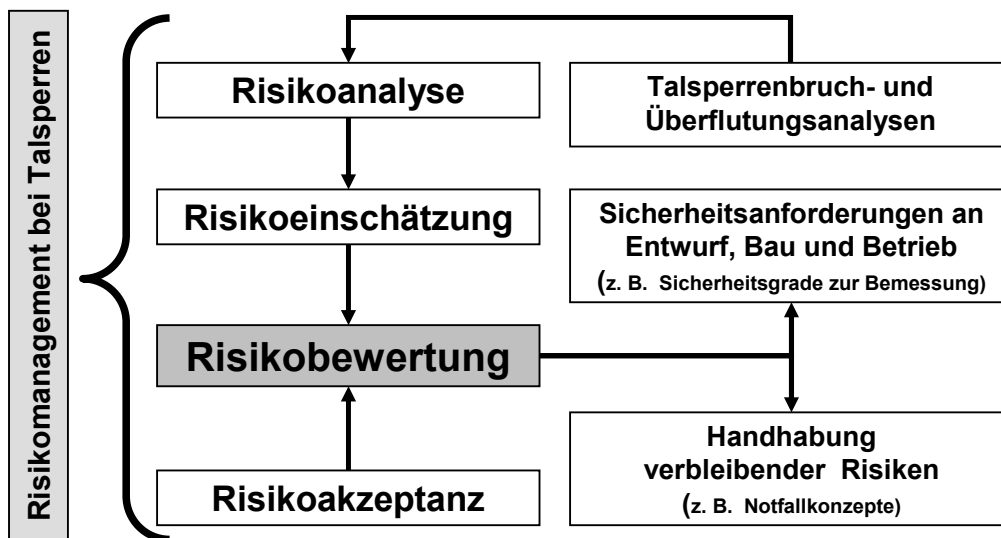 Risikomanagement bei Talsperren
Risikoanalyse
Talsperrenbruch- und
Überflutungsanalysen
Risikoeinschätzung
Sicherheitsanforderungen an
Entwurf, Bau und Betrieb
(z. B. Sicherheitsgrade zur Bemessung)
Risikobewertung
Handhabung
verbleibender Risiken
(z. B. Notfallkonzepte)
Risikoakzeptanz